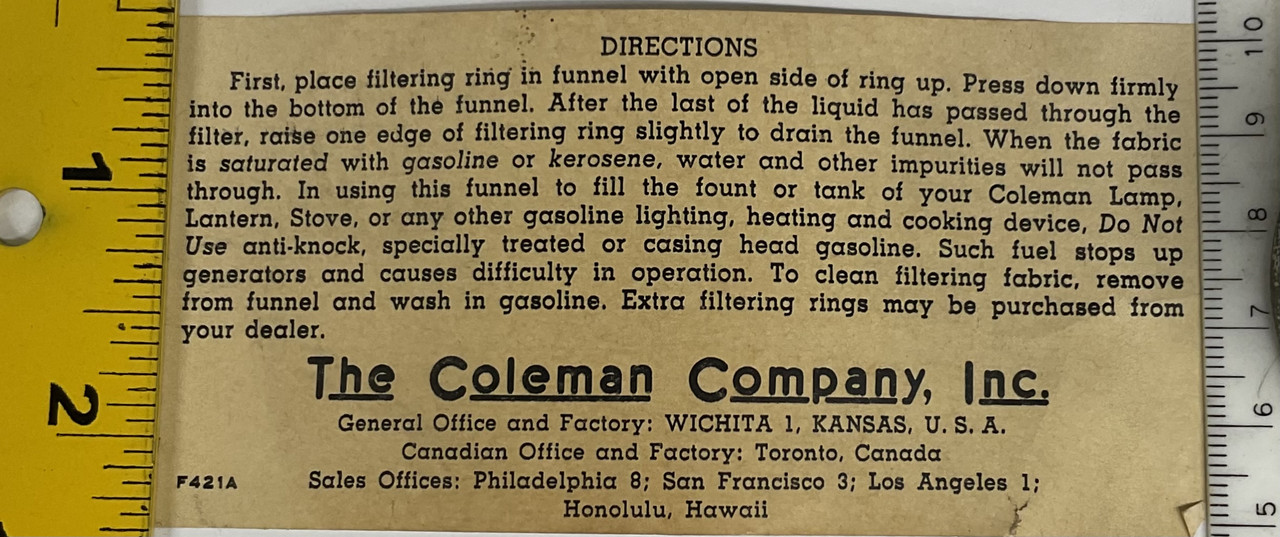 DIRECTIONS
First, place filtering ring in funnel with open side of ring up. Press down firmly
into the bottom of the funnel. After the last of the liquid has passed through the
filter, raise one edge of filtering ring slightly to drain the funnel. When the fabric
is saturated with gasoline or kerosene, water and other impurities will not pass
through. In using this funnel to fill the fount or tank of your Coleman Lamp,
Lantern, Stove, or any other gasoline lighting, heating and cooking device, Do Not
Use anti-knock, specially treated or casing head gasoline. Such fuel stops up
generators and causes difficulty in operation. To clean filtering fabric, remove
from funnel and wash in gasoline. Extra filtering rings may be purchased from
your dealer.
The Coleman Company, Inc.
General Office and Factory: WICHITA 1, KANSAS, U. S. A.
Canadian Office and Factory: Toronto, Canada
F421A Sales Offices: Philadelphia 8; San Francisco 3; Los Angeles 1;
Honolulu, Hawaii
1
2
10
9
8
7
6
5